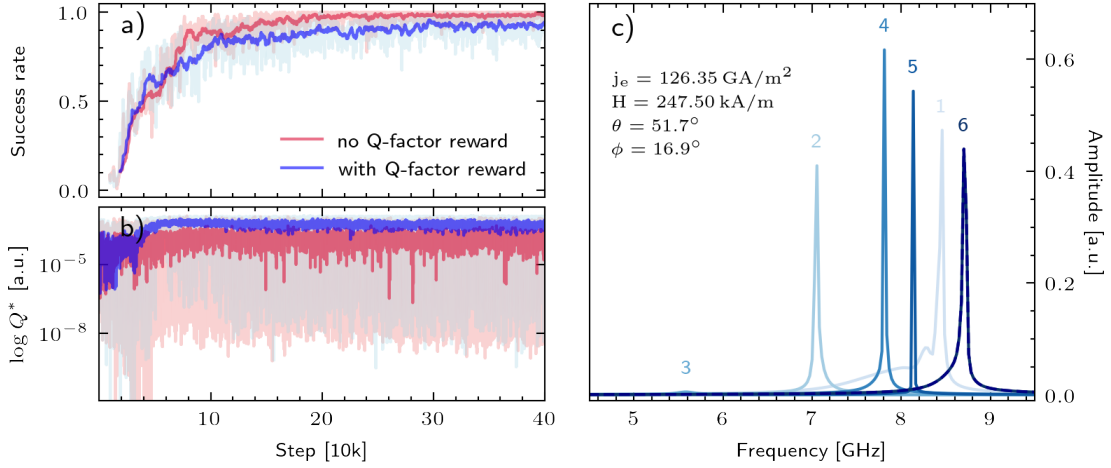 a)
Success rate
1.0
0.5
0.0
no Q-factor reward
with Q-factor reward
b)
log Q* [a.u.]
10⁻⁵
10⁻⁸
10
20
30
40
Step [10k]
c)
jₑ = 126.35 GA/m²
H = 247.50 kA/m
θ = 51.7°
ϕ = 16.9°
4
5
1
6
2
3
0.6
0.4
0.2
0.0
Amplitude [a.u.]
5
6
7
8
9
Frequency [GHz]